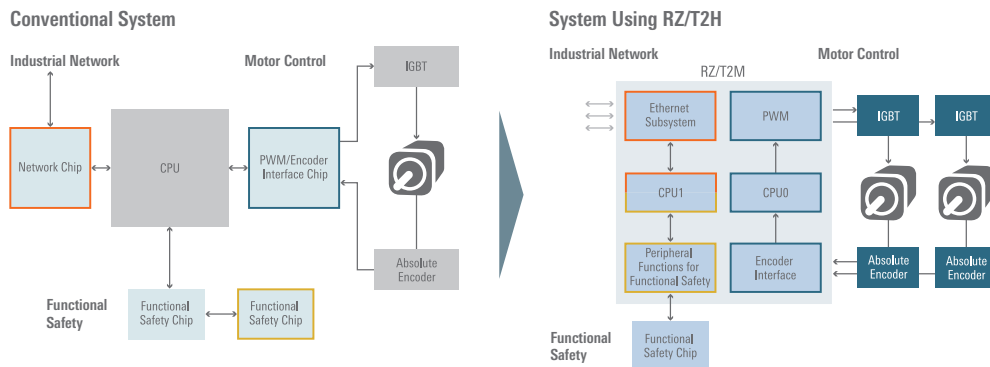 Conventional System
Industrial Network
Motor Control
IGBT
Network Chip
CPU
PWM/Encoder
Interface Chip
Absolute
Encoder
Functional
Safety
Functional
Safety Chip
Functional
Safety Chip
System Using RZ/T2H
Industrial Network
Motor Control
RZ/T2M
Ethernet
Subsystem
PWM
IGBT
IGBT
CPU1
CPU0
Peripheral
Functions for
Functional Safety
Encoder
Interface
Absolute
Encoder
Absolute
Encoder
Functional
Safety
Functional
Safety Chip